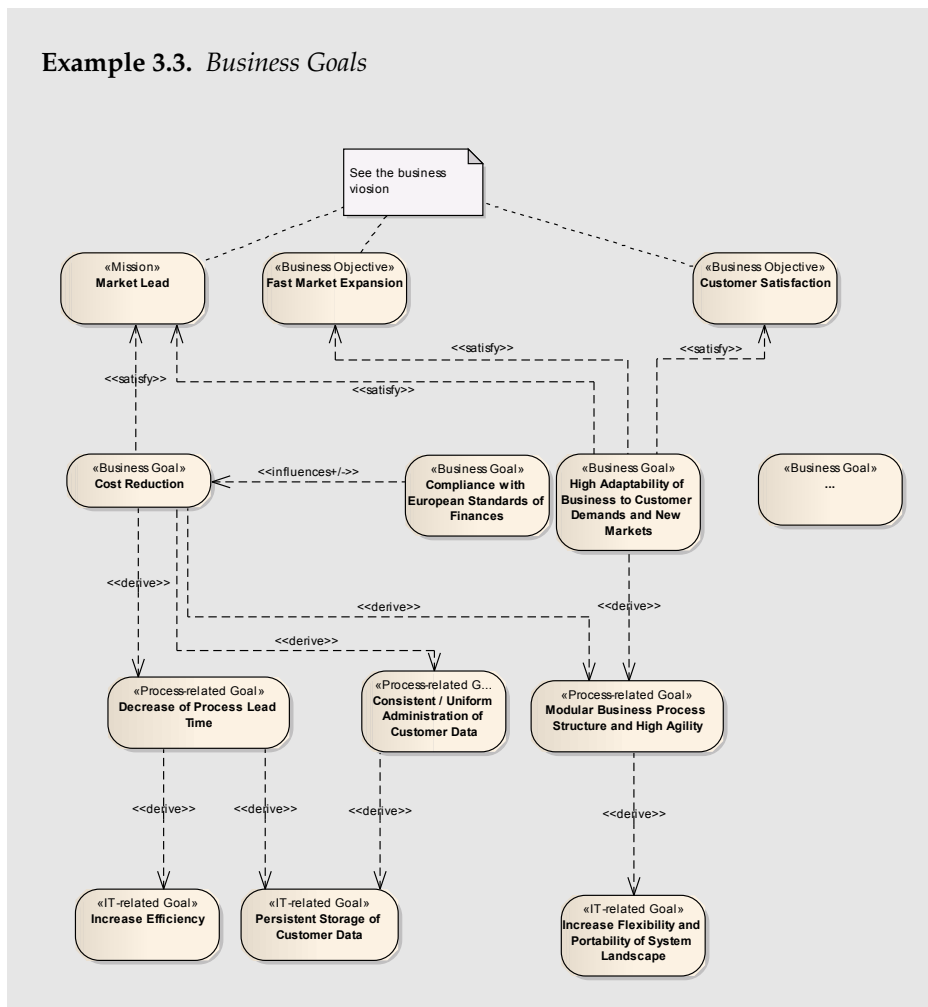 Example 3.3. Business Goals
See the business
viosion
«Mission»
Market Lead
«Business Objective»
Fast Market Expansion
«Business Objective»
Customer Satisfaction
<<satisfy>>
<<satisfy>>
<<satisfy>>
<<satisfy>>
«Business Goal»
Cost Reduction
<<influences+/->>
«Business Goal»
Compliance with
European Standards of
Finances
«Business Goal»
High Adaptability of
Business to Customer
Demands and New
Markets
«Business Goal»
...
<<derive>>
<<derive>>
<<derive>>
<<derive>>
«Process-related Goal»
Decrease of Process Lead
Time
«Process-related G...
Consistent / Uniform
Administration of
Customer Data
«Process-related Goal»
Modular Business Process
Structure and High Agility
<<derive>>
<<derive>>
<<derive>>
<<derive>>
«IT-related Goal»
Increase Efficiency
«IT-related Goal»
Persistent Storage of
Customer Data
«IT-related Goal»
Increase Flexibility and
Portability of System
Landscape